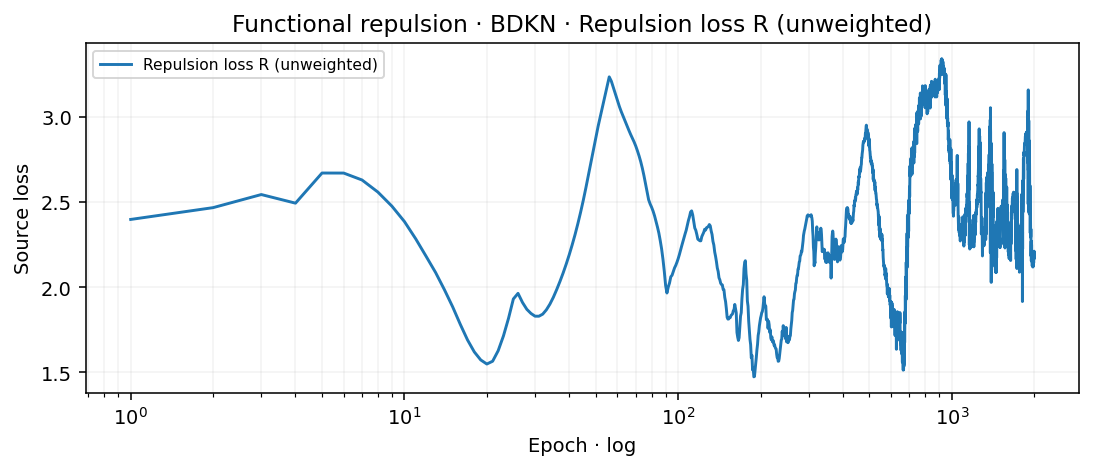 Functional repulsion · BDKN · Repulsion loss R (unweighted)
Repulsion loss R (unweighted)
Source loss
3.0
2.5
2.0
1.5
10⁰ 10¹ 10² 10³
Epoch · log